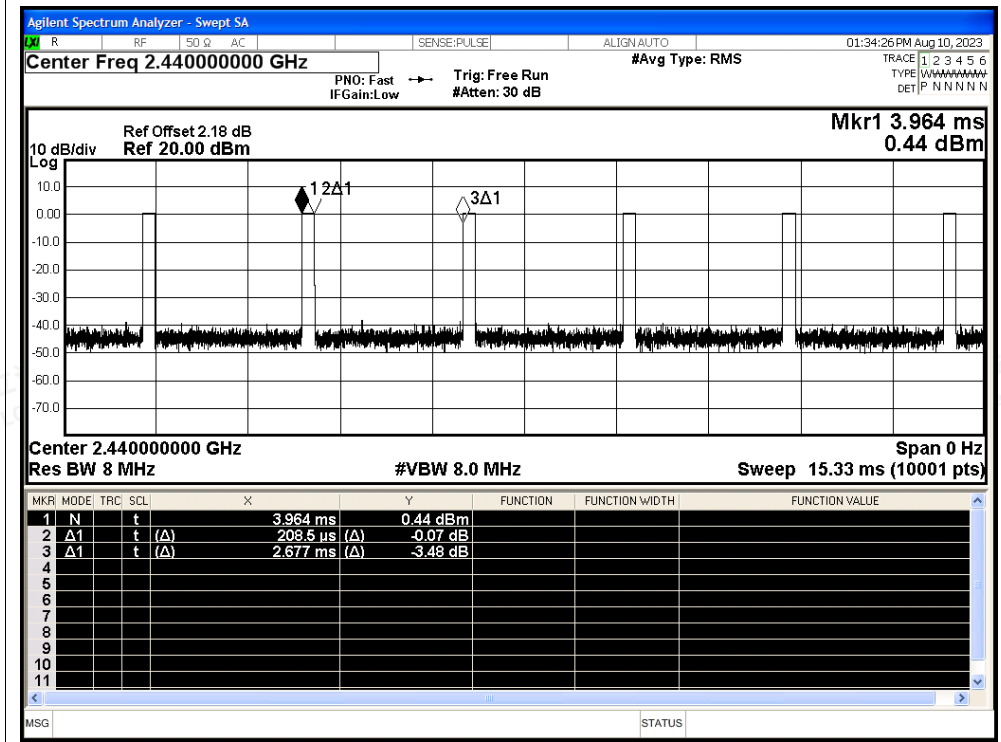 Agilent Spectrum Analyzer - Swept SA
LXI R RF 50 Ω AC SENSE:PULSE ALIGN AUTO 01:34:26 PM Aug 10, 2023
Center Freq 2.440000000 GHz #Avg Type: RMS TRACE 1 2 3 4 5 6
PNO: Fast Trig: Free Run TYPE WWWWWW
IFGain:Low #Atten: 30 dB DET P N N N N N
Mkr1 3.964 ms
Ref Offset 2.18 dB
10 dB/div Ref 20.00 dBm 0.44 dBm
Log
10.0
1 2Δ1
3Δ1
0.00
-10.0
-20.0
-30.0
-40.0
-50.0
-60.0
-70.0
Center 2.440000000 GHz Span 0 Hz
Res BW 8 MHz #VBW 8.0 MHz Sweep 15.33 ms (10001 pts)
MKR MODE TRC SCL X Y FUNCTION FUNCTION WIDTH FUNCTION VALUE
1 N t 3.964 ms 0.44 dBm
2 Δ1 t (Δ) 208.5 µs (Δ) -0.07 dB
3 Δ1 t (Δ) 2.677 ms (Δ) -3.48 dB
4
5
6
7
8
9
10
11
MSG STATUS